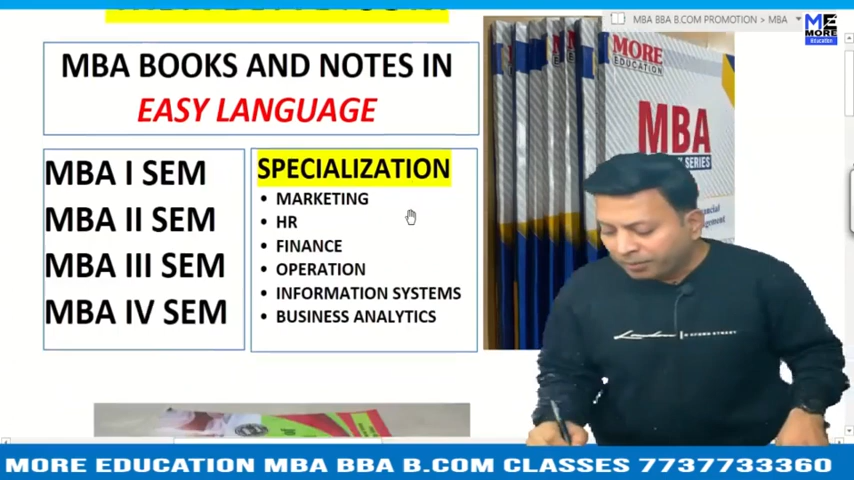 MBA BBA B.COM PROMOTION > MBA
ME
MORE
Education
MBA BOOKS AND NOTES IN
EASY LANGUAGE
MBA I SEM
MBA II SEM
MBA III SEM
MBA IV SEM
SPECIALIZATION
• MARKETING
• HR
• FINANCE
• OPERATION
• INFORMATION SYSTEMS
• BUSINESS ANALYTICS
MORE
EDUCATION
MBA
SERIES
MORE EDUCATION MBA BBA B.COM CLASSES 7737733360